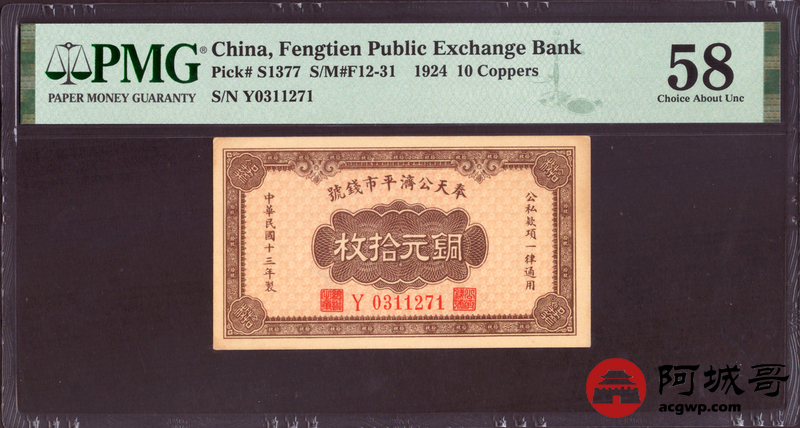 PMG® China, Fengtien Public Exchange Bank
PAPER MONEY GUARANTY
Pick# S1377 S/M#F12-31 1924 10 Coppers
S/N Y0311271
58
Choice About Unc
號錢市平濟公天奉
枚拾元銅
中華民國十三年製
公私款項一律通用
Y 0311271
阿城哥
acgwp.com